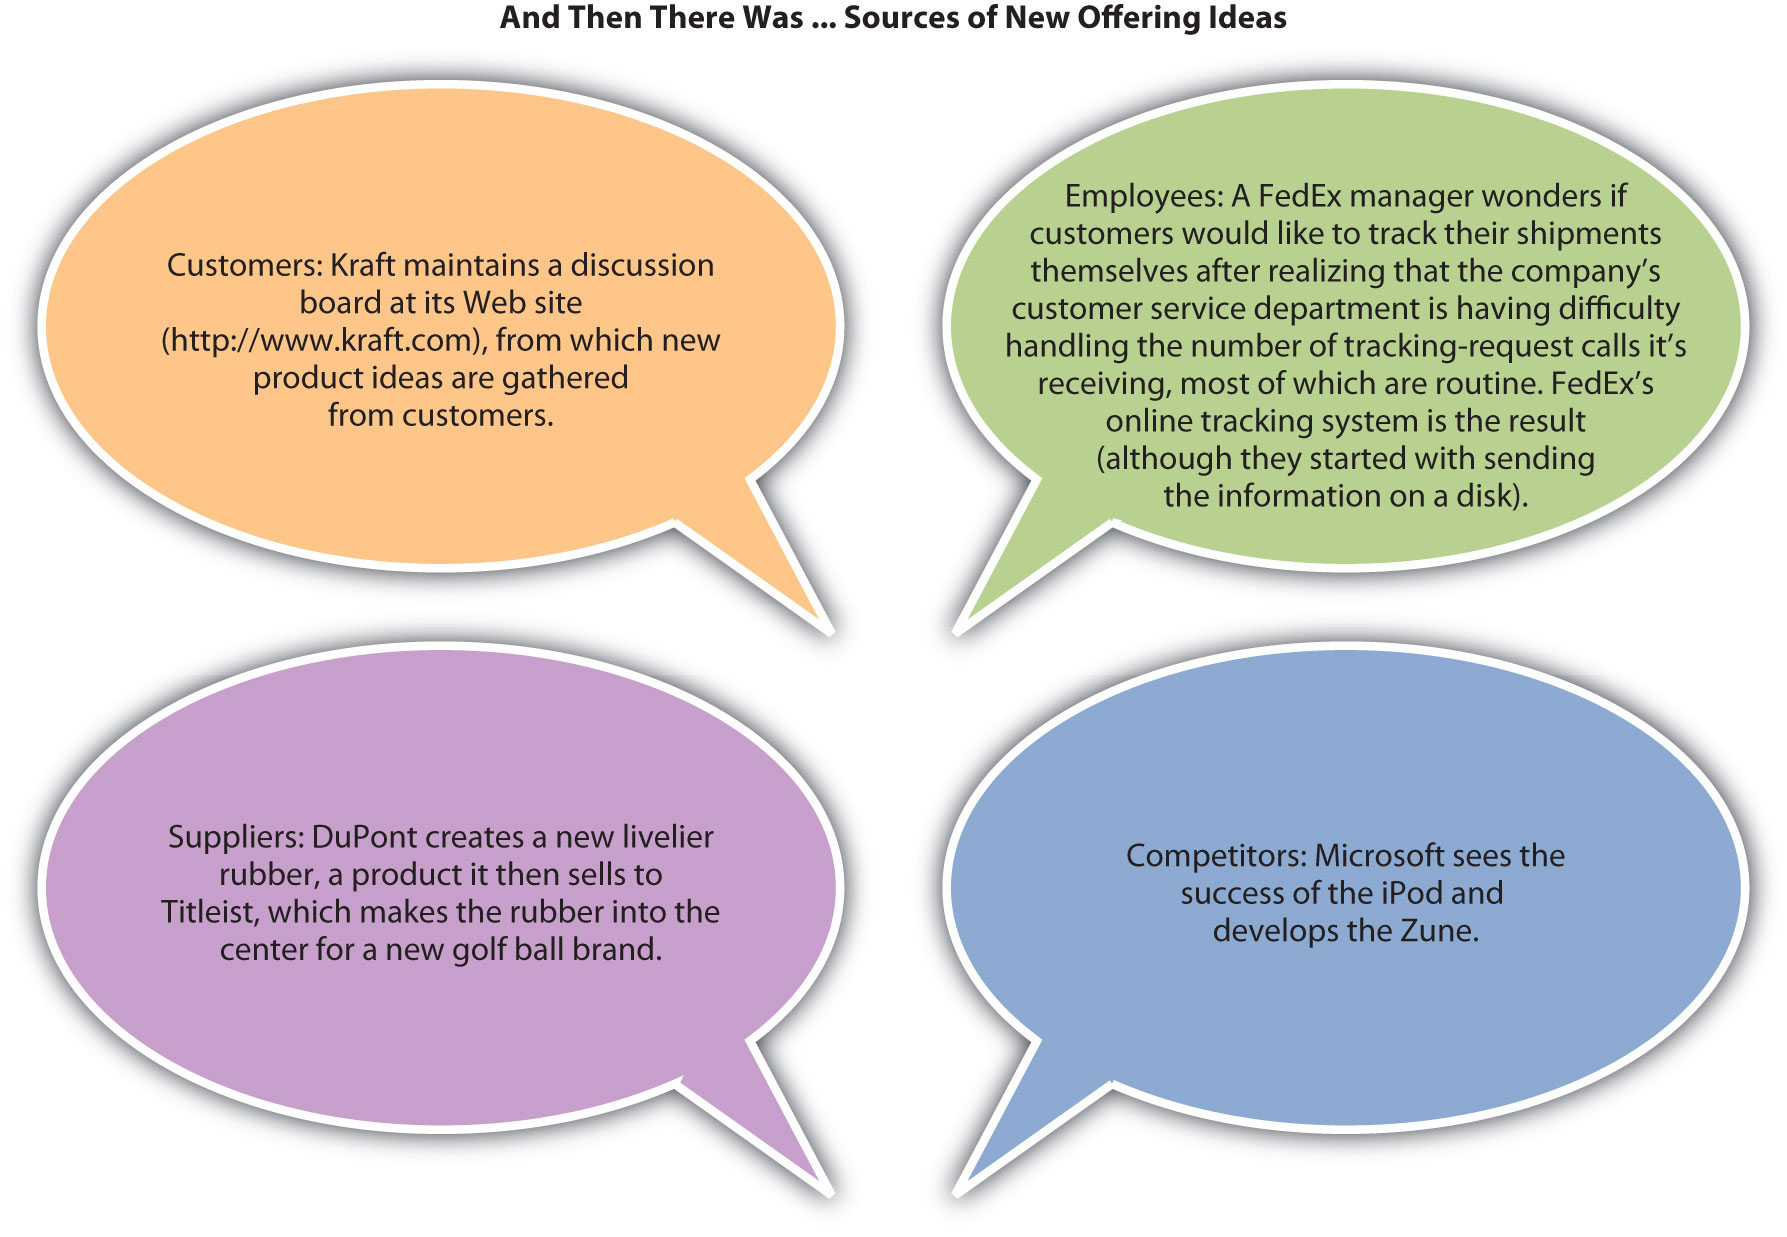 And Then There Was ... Sources of New Offering Ideas
Customers: Kraft maintains a discussion
board at its Web site
(http://www.kraft.com), from which new
product ideas are gathered
from customers.
Employees: A FedEx manager wonders if
customers would like to track their shipments
themselves after realizing that the company’s
customer service department is having difficulty
handling the number of tracking-request calls it’s
receiving, most of which are routine. FedEx’s
online tracking system is the result
(although they started with sending
the information on a disk).
Suppliers: DuPont creates a new livelier
rubber, a product it then sells to
Titleist, which makes the rubber into the
center for a new golf ball brand.
Competitors: Microsoft sees the
success of the iPod and
develops the Zune.